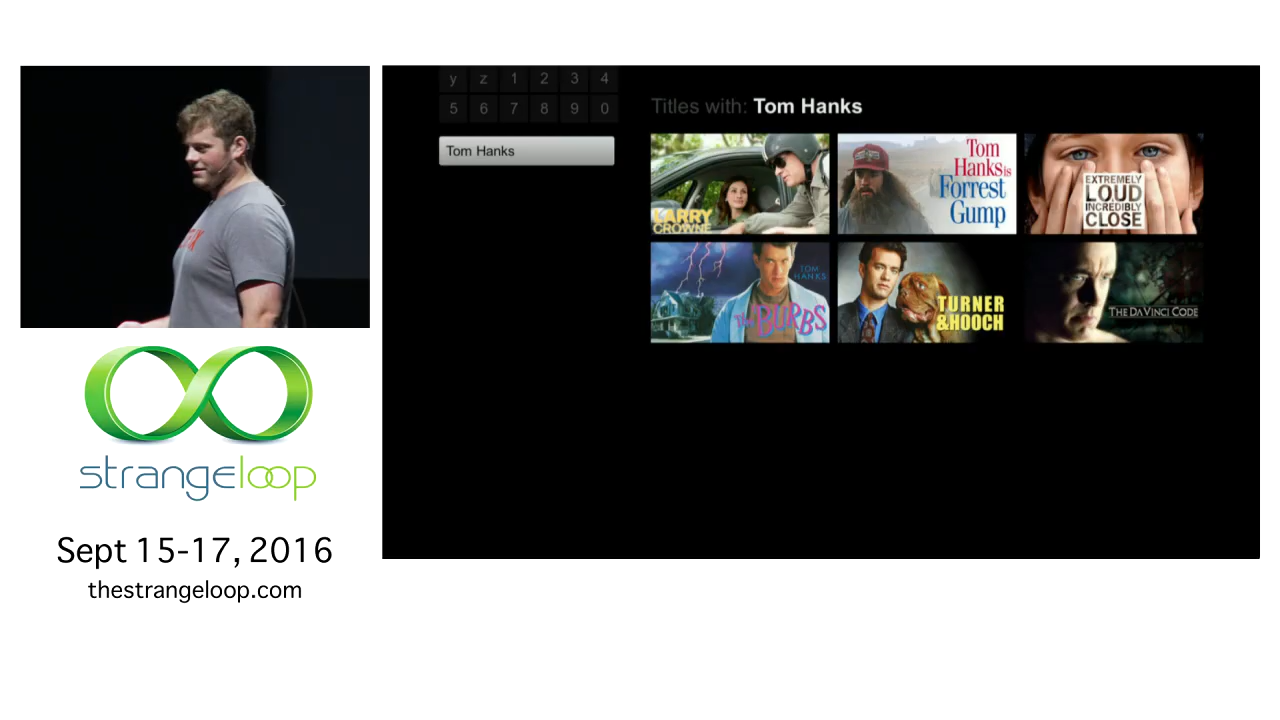 y z 1 2 3 4
5 6 7 8 9 0
Tom Hanks
Titles with: Tom Hanks
LARRY
CROWNE
Tom
Hanks is
Forrest
Gump
EXTREMELY
LOUD
INCREDIBLY
CLOSE
TOM
HANKS
The 'BURBS
TURNER
&HOOCH
THE DA VINCI CODE
strangeloop
Sept 15-17, 2016
thestrangeloop.com